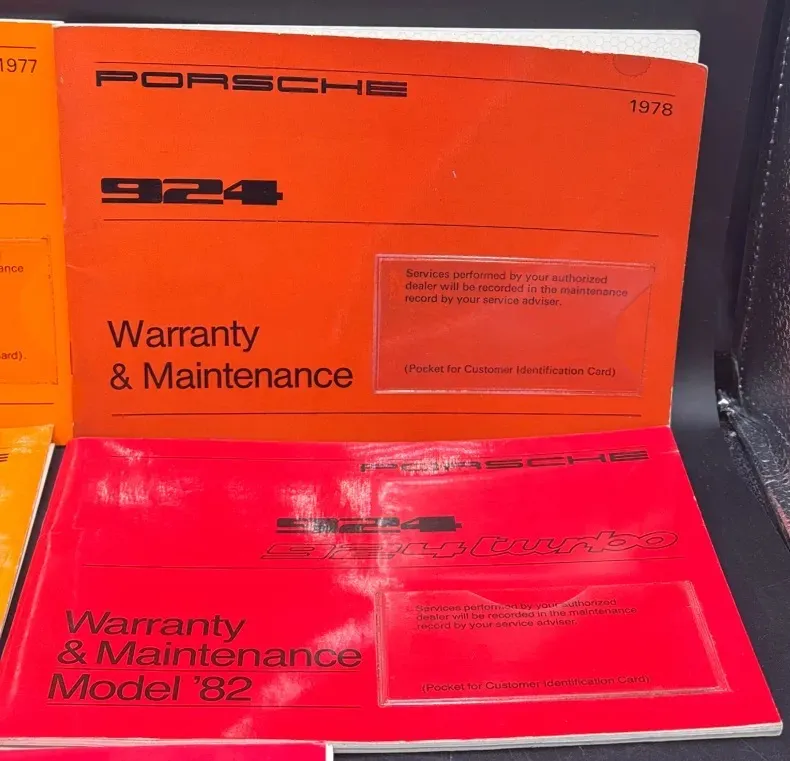 1977
ance
ard).
PORSCHE
1978
924
Services performed by your authorized
dealer will be recorded in the maintenance
record by your service adviser.
Warranty
& Maintenance
(Pocket for Customer Identification Card)
PORSCHE
924
924 turbo
Services performed by your authorized
dealer will be recorded in the maintenance
record by your service adviser.
Warranty
& Maintenance
Model '82
(Pocket for Customer Identification Card)